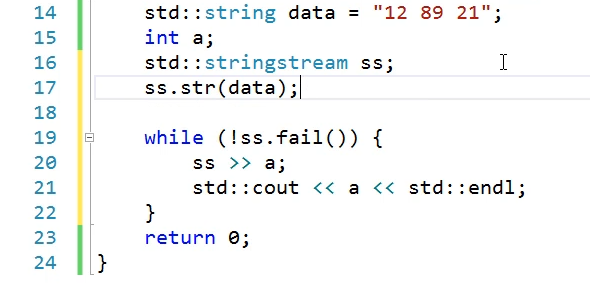 14 std::string data = "12 89 21";
15 int a;
16 std::stringstream ss;
17 ss.str(data);
18
19 while (!ss.fail()) {
20 ss >> a;
21 std::cout << a << std::endl;
22 }
23 return 0;
24 }